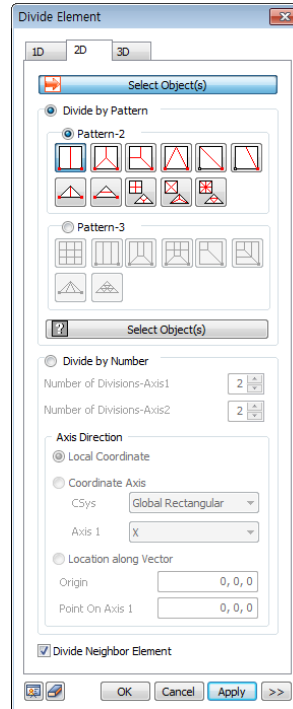 Divide Element
1D 2D 3D
Select Object(s)
Divide by Pattern
Pattern-2
Pattern-3
? Select Object(s)
Divide by Number
Number of Divisions-Axis1 2
Number of Divisions-Axis2 2
Axis Direction
Local Coordinate
Coordinate Axis
CSys Global Rectangular
Axis 1 X
Location along Vector
Origin 0, 0, 0
Point On Axis 1 0, 0, 0
Divide Neighbor Element
OK Cancel Apply >>